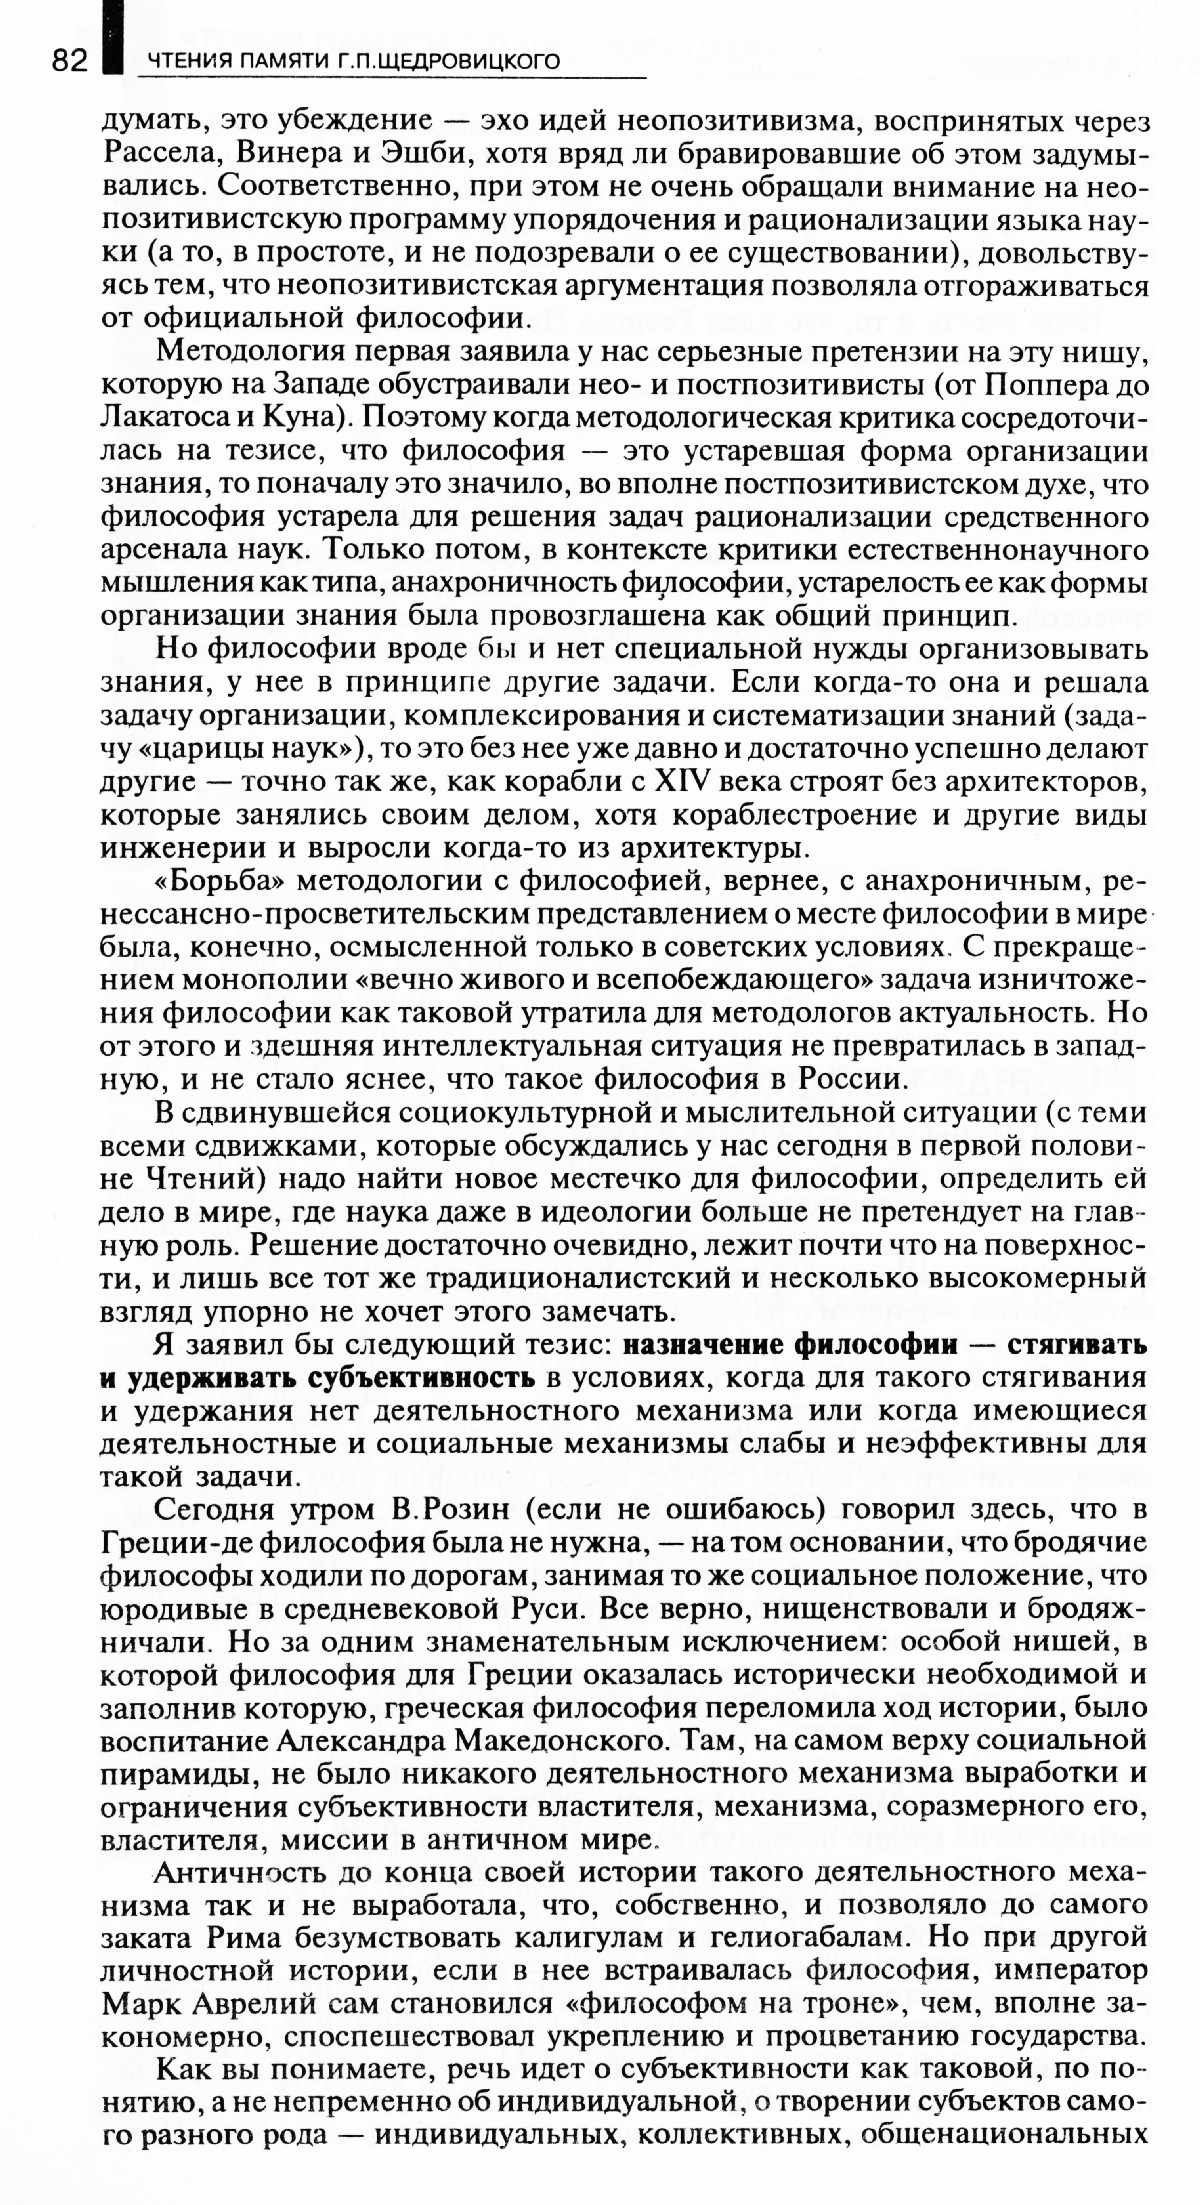 82
ЧТЕНИЯ ПАМЯТИ Г.П.ЩЕДРОВИЦКОГО
думать, это убеждение — эхо идей неопозитивизма, воспринятых через
Рассела, Винера и Эшби, хотя вряд ли бравировавшие об этом задумы-
вались. Соответственно, при этом не очень обращали внимание на нео-
позитивистскую программу упорядочения и рационализации языка нау-
ки (а то, в простоте, и не подозревали о ее существовании), довольству-
ясь тем, что неопозитивистская аргументация позволяла отгораживаться
от официальной философии.
Методология первая заявила у нас серьезные претензии на эту нишу,
которую на Западе обустраивали нео- и постпозитивисты (от Поппера до
Лакатоса и Куна). Поэтому когда методологическая критика сосредоточи-
лась на тезисе, что философия — это устаревшая форма организации
знания, то поначалу это значило, во вполне постпозитивистском духе, что
философия устарела для решения задач рационализации средственного
арсенала наук. Только потом, в контексте критики естественнонаучного
мышления как типа, анахроничность философии, устарелость ее как формы
организации знания была провозглашена как общий принцип.
Но философии вроде бы и нет специальной нужды организовывать
знания, у нее в принципе другие задачи. Если когда-то она и решала
задачу организации, комплексирования и систематизации знаний (зада-
чу «царицы наук»), то это без нее уже давно и достаточно успешно делают
другие — точно так же, как корабли с XIV века строят без архитекторов,
которые занялись своим делом, хотя кораблестроение и другие виды
инженерии и выросли когда-то из архитектуры.
«Борьба» методологии с философией, вернее, с анахроничным, ре-
нессансно-просветительским представлением о месте философии в мире
была, конечно, осмысленной только в советских условиях. С прекраще-
нием монополии «вечно живого и всепобеждающего» задача изничтоже-
ния философии как таковой утратила для методологов актуальность. Но
от этого и здешняя интеллектуальная ситуация не превратилась в запад-
ную, и не стало яснее, что такое философия в России.
В сдвинувшейся социокультурной и мыслительной ситуации (с теми
всеми сдвижками, которые обсуждались у нас сегодня в первой полови-
не Чтений) надо найти новое местечко для философии, определить ей
дело в мире, где наука даже в идеологии больше не претендует на глав-
ную роль. Решение достаточно очевидно, лежит почти что на поверхнос-
ти, и лишь все тот же традиционалистский и несколько высокомерный
взгляд упорно не хочет этого замечать.
Я заявил бы следующий тезис: назначение философии — стягивать
и удерживать субъективность в условиях, когда для такого стягивания
и удержания нет деятельностного механизма или когда имеющиеся
деятельностные и социальные механизмы слабы и неэффективны для
такой задачи.
Сегодня утром В.Розин (если не ошибаюсь) говорил здесь, что в
Греции-де философия была не нужна, — на том основании, что бродячие
философы ходили по дорогам, занимая то же социальное положение, что
юродивые в средневековой Руси. Все верно, нищенствовали и бродяж-
ничали. Но за одним знаменательным исключением: особой нишей, в
которой философия для Греции оказалась исторически необходимой и
заполнив которую, греческая философия переломила ход истории, было
воспитание Александра Македонского. Там, на самом верху социальной
пирамиды, не было никакого деятельностного механизма выработки и
ограничения субъективности властителя, механизма, соразмерного его,
властителя, миссии в античном мире.
Античность до конца своей истории такого деятельностного меха-
низма так и не выработала, что, собственно, и позволяло до самого
заката Рима безумствовать калигулам и гелиогабалам. Но при другой
личностной истории, если в нее встраивалась философия, император
Марк Аврелий сам становился «философом на троне», чем, вполне за-
кономерно, споспешествовал укреплению и процветанию государства.
Как вы понимаете, речь идет о субъективности как таковой, по по-
нятию, а не непременно об индивидуальной, о творении субъектов само-
го разного рода — индивидуальных, коллективных, общенациональных